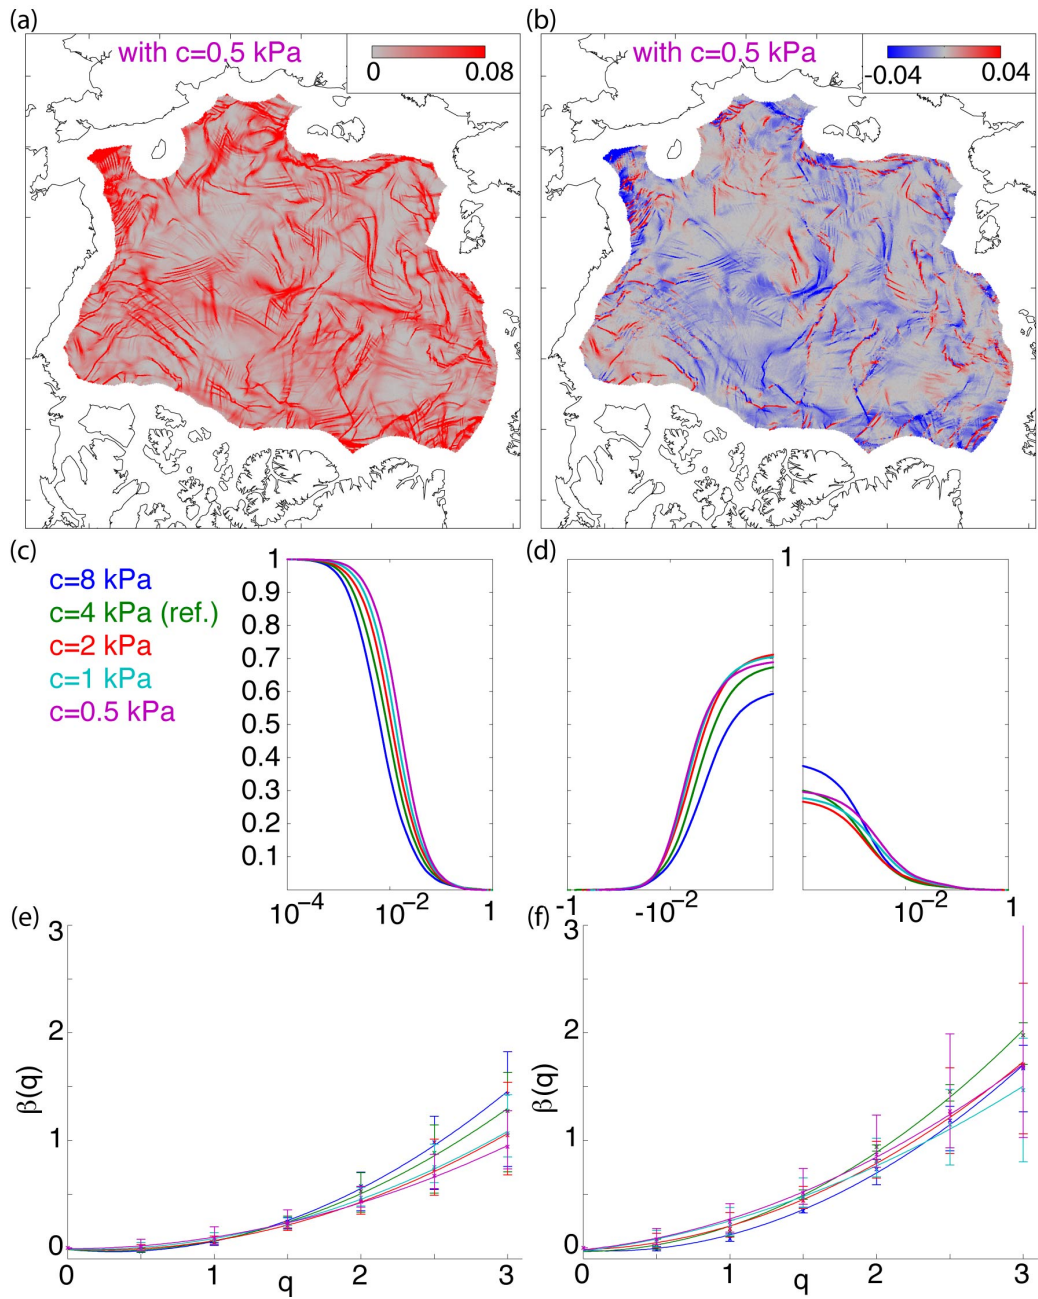 (a)
with c=0.5 kPa
0 0.08
(b)
with c=0.5 kPa
-0.04 0.04
(c)
c=8 kPa
c=4 kPa (ref.)
c=2 kPa
c=1 kPa
c=0.5 kPa
1
0.9
0.8
0.7
0.6
0.5
0.4
0.3
0.2
0.1
10-4 10-2 1
(d)
1
-1 -10-2 10-2 1
(e)
3
2
1
0
β(q)
0 1 2 3
q
(f)
3
2
1
0
β(q)
0 1 2 3
q